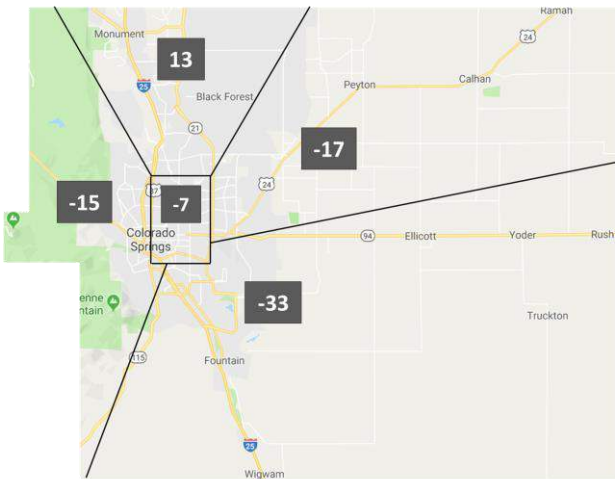 Ramah
24
Monument
13
25
Calhan
Peyton
Black Forest
21
-17
24
87
-15
-7
Colorado
Springs
94
Ellicott
Yoder
Rush
enne
ntain
-33
Truckton
115
Fountain
25
Wigwam